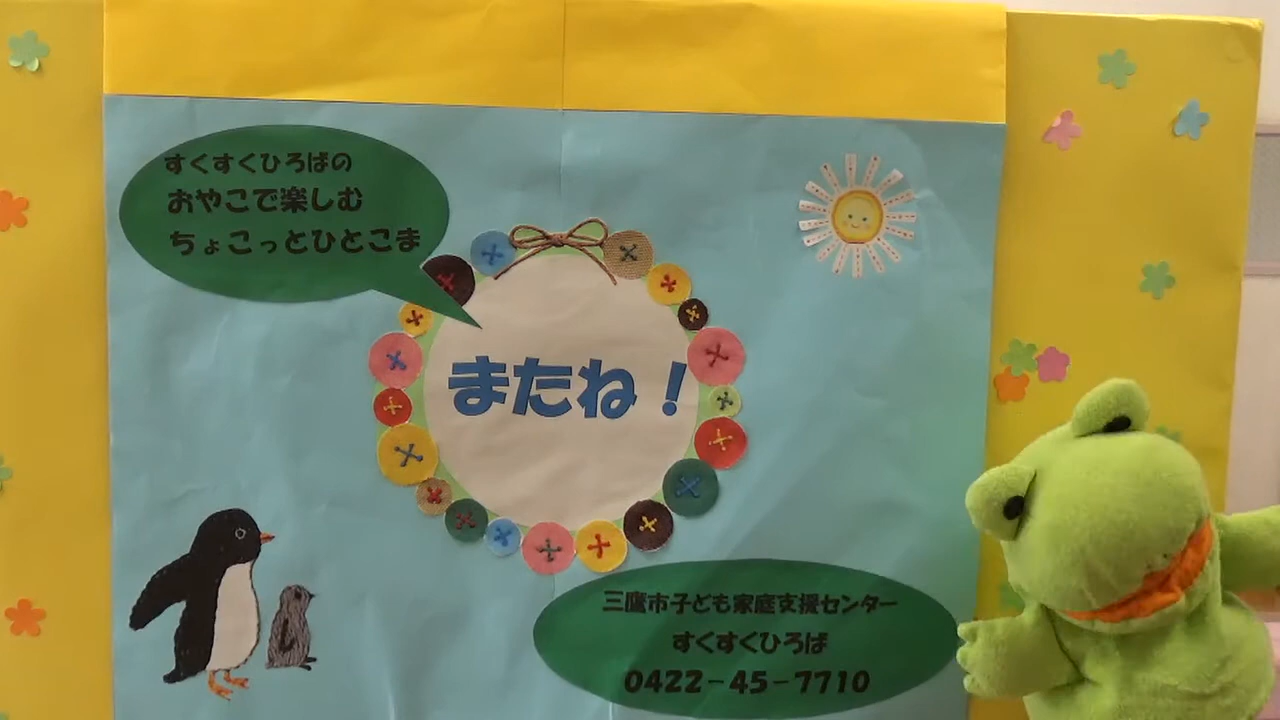 すくすくひろばの
おやこで楽しむ
ちょこっとひとこま
またね！
三鷹市子ども家庭支援センター
すくすくひろば
0422-45-7710